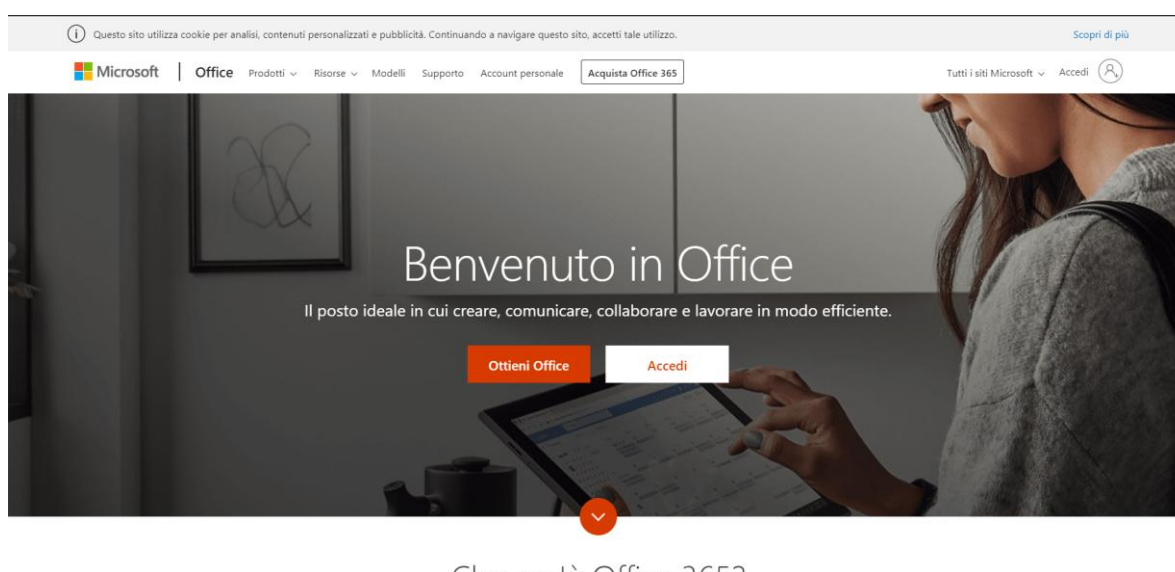 Questo sito utilizza cookie per analisi, contenuti personalizzati e pubblicità. Continuando a navigare questo sito, accetti tale utilizzo. Scopri di più
Microsoft Office Prodotti Risorse Modelli Supporto Account personale Acquista Office 365 Tutti i siti Microsoft Accedi
Benvenuto in Office
Il posto ideale in cui creare, comunicare, collaborare e lavorare in modo efficiente.
Ottieni Office Accedi
Office 365?